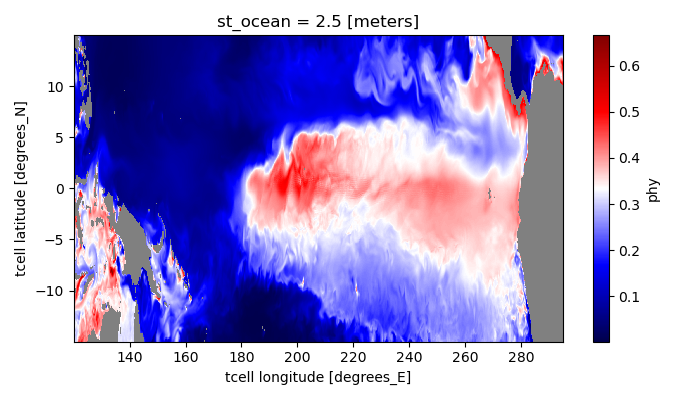 st_ocean = 2.5 [meters]
10
5
0
−5
−10
tcell latitude [degrees_N]
140 160 180 200 220 240 260 280
tcell longitude [degrees_E]
0.6
0.5
0.4
0.3
0.2
0.1
phy